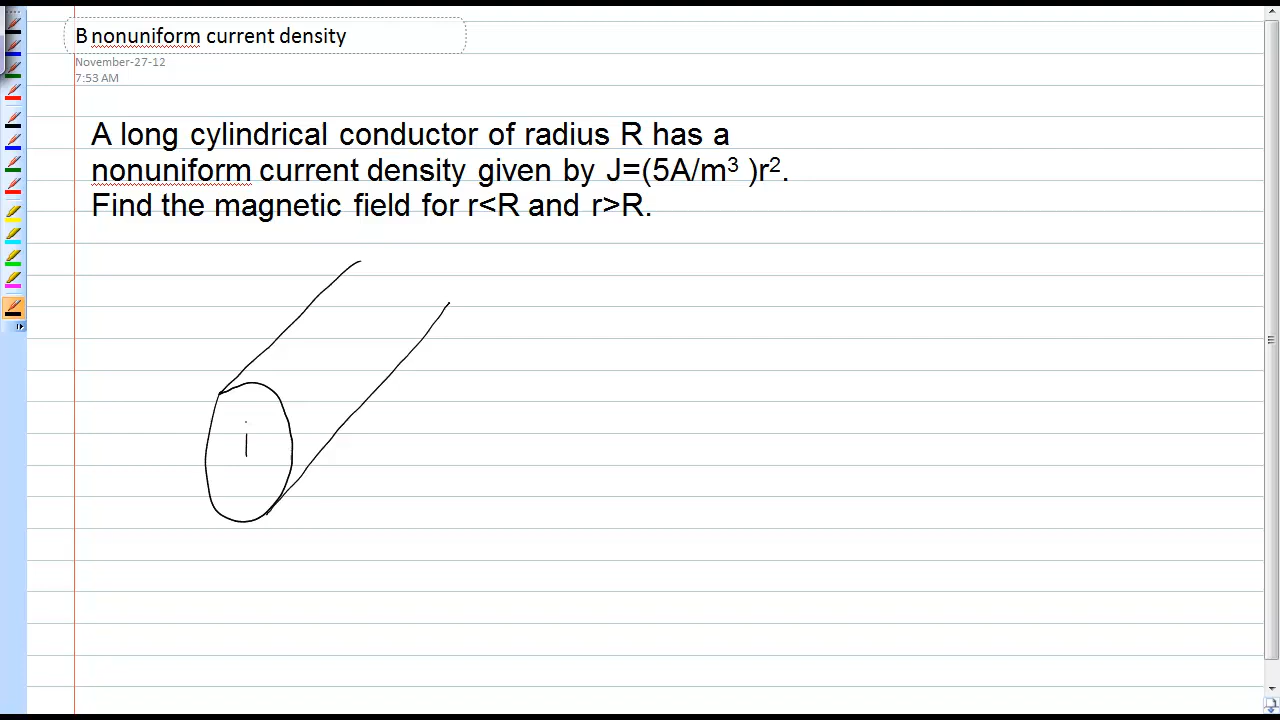 B nonuniform current density
November-27-12
7:53 AM
A long cylindrical conductor of radius R has a
nonuniform current density given by J=(5A/m³ )r².
Find the magnetic field for r<R and r>R.
i